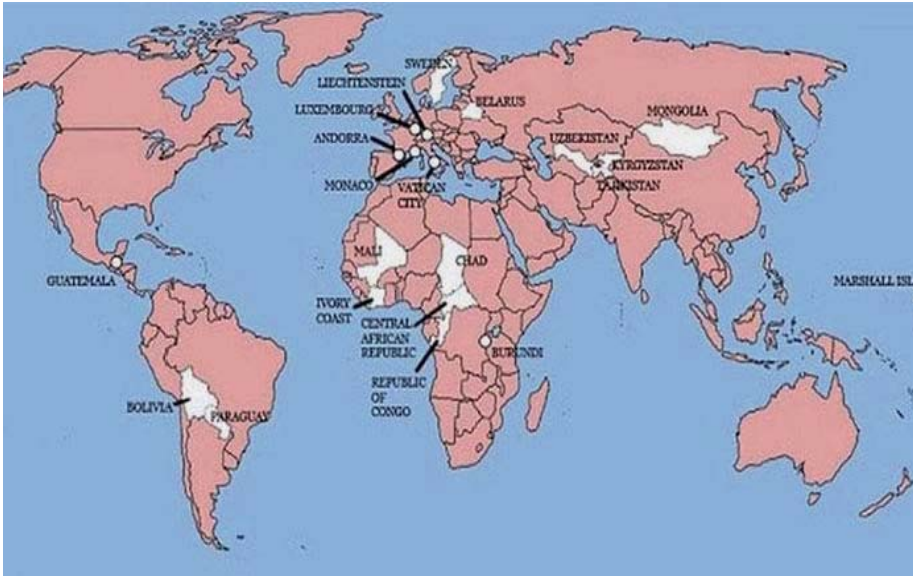 SWEDEN
LIECHTENSTEIN
LUXEMBOURG
BELARUS
MONGOLIA
ANDORRA
UZBEKISTAN
KYRGYZSTAN
MONACO
VATICAN
CITY
TAJIKISTAN
MALI
CHAD
GUATEMALA
MARSHALL ISL
IVORY
COAST
CENTRAL
AFRICAN
REPUBLIC
BURUNDI
REPUBLIC
OF
CONGO
BOLIVIA
PARAGUAY